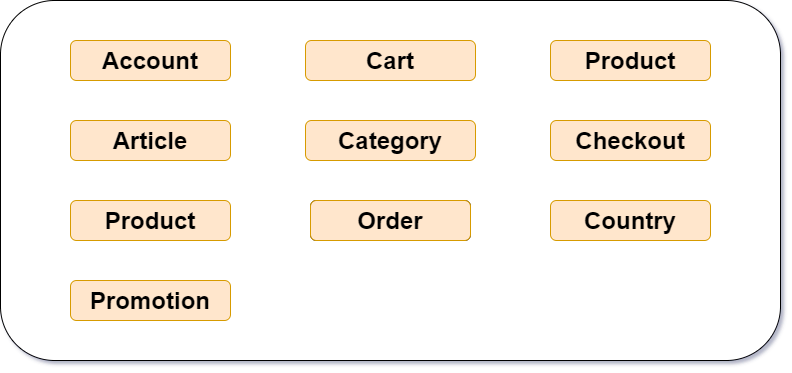 Account
Cart
Product
Article
Category
Checkout
Product
Order
Country
Promotion